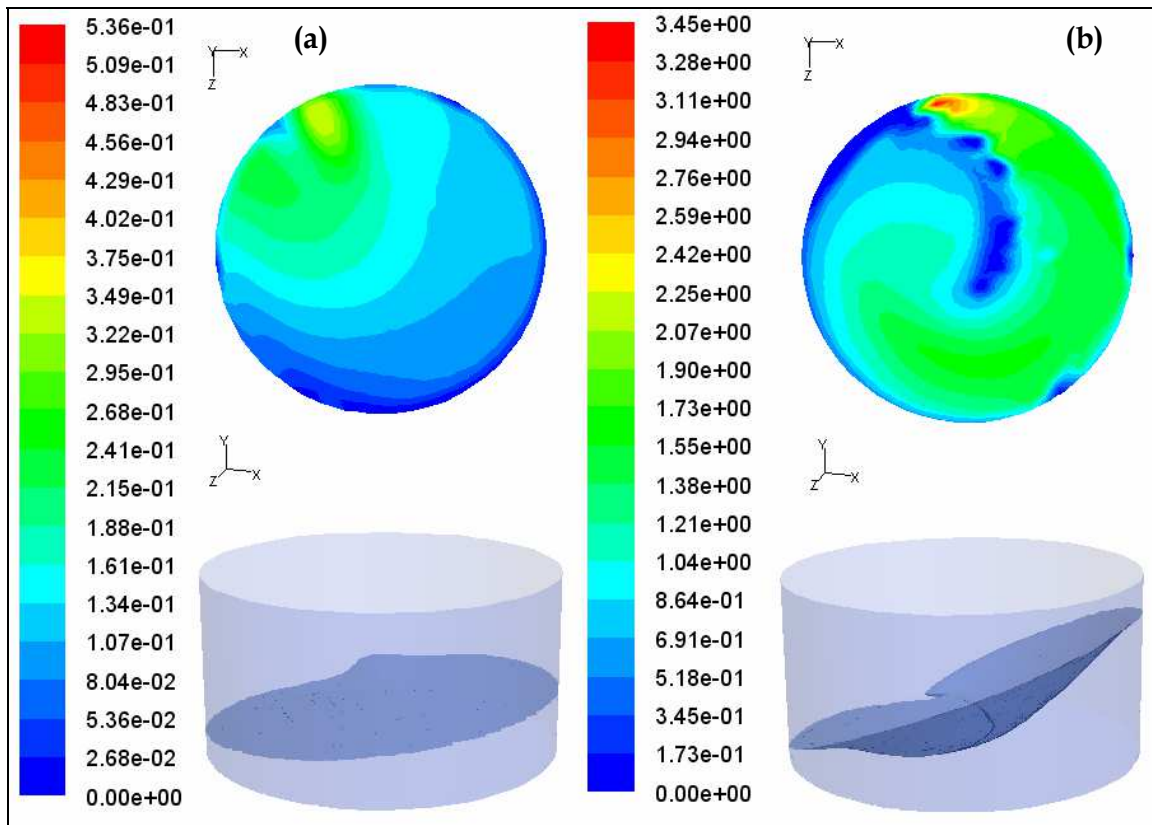 5.36e-01
5.09e-01
4.83e-01
4.56e-01
4.29e-01
4.02e-01
3.75e-01
3.49e-01
3.22e-01
2.95e-01
2.68e-01
2.41e-01
2.15e-01
1.88e-01
1.61e-01
1.34e-01
1.07e-01
8.04e-02
5.36e-02
2.68e-02
0.00e+00
(a)
Y X
Z
Y
Z X
3.45e+00
3.28e+00
3.11e+00
2.94e+00
2.76e+00
2.59e+00
2.42e+00
2.25e+00
2.07e+00
1.90e+00
1.73e+00
1.55e+00
1.38e+00
1.21e+00
1.04e+00
8.64e-01
6.91e-01
5.18e-01
3.45e-01
1.73e-01
0.00e+00
(b)
Y X
Z
Y
Z X